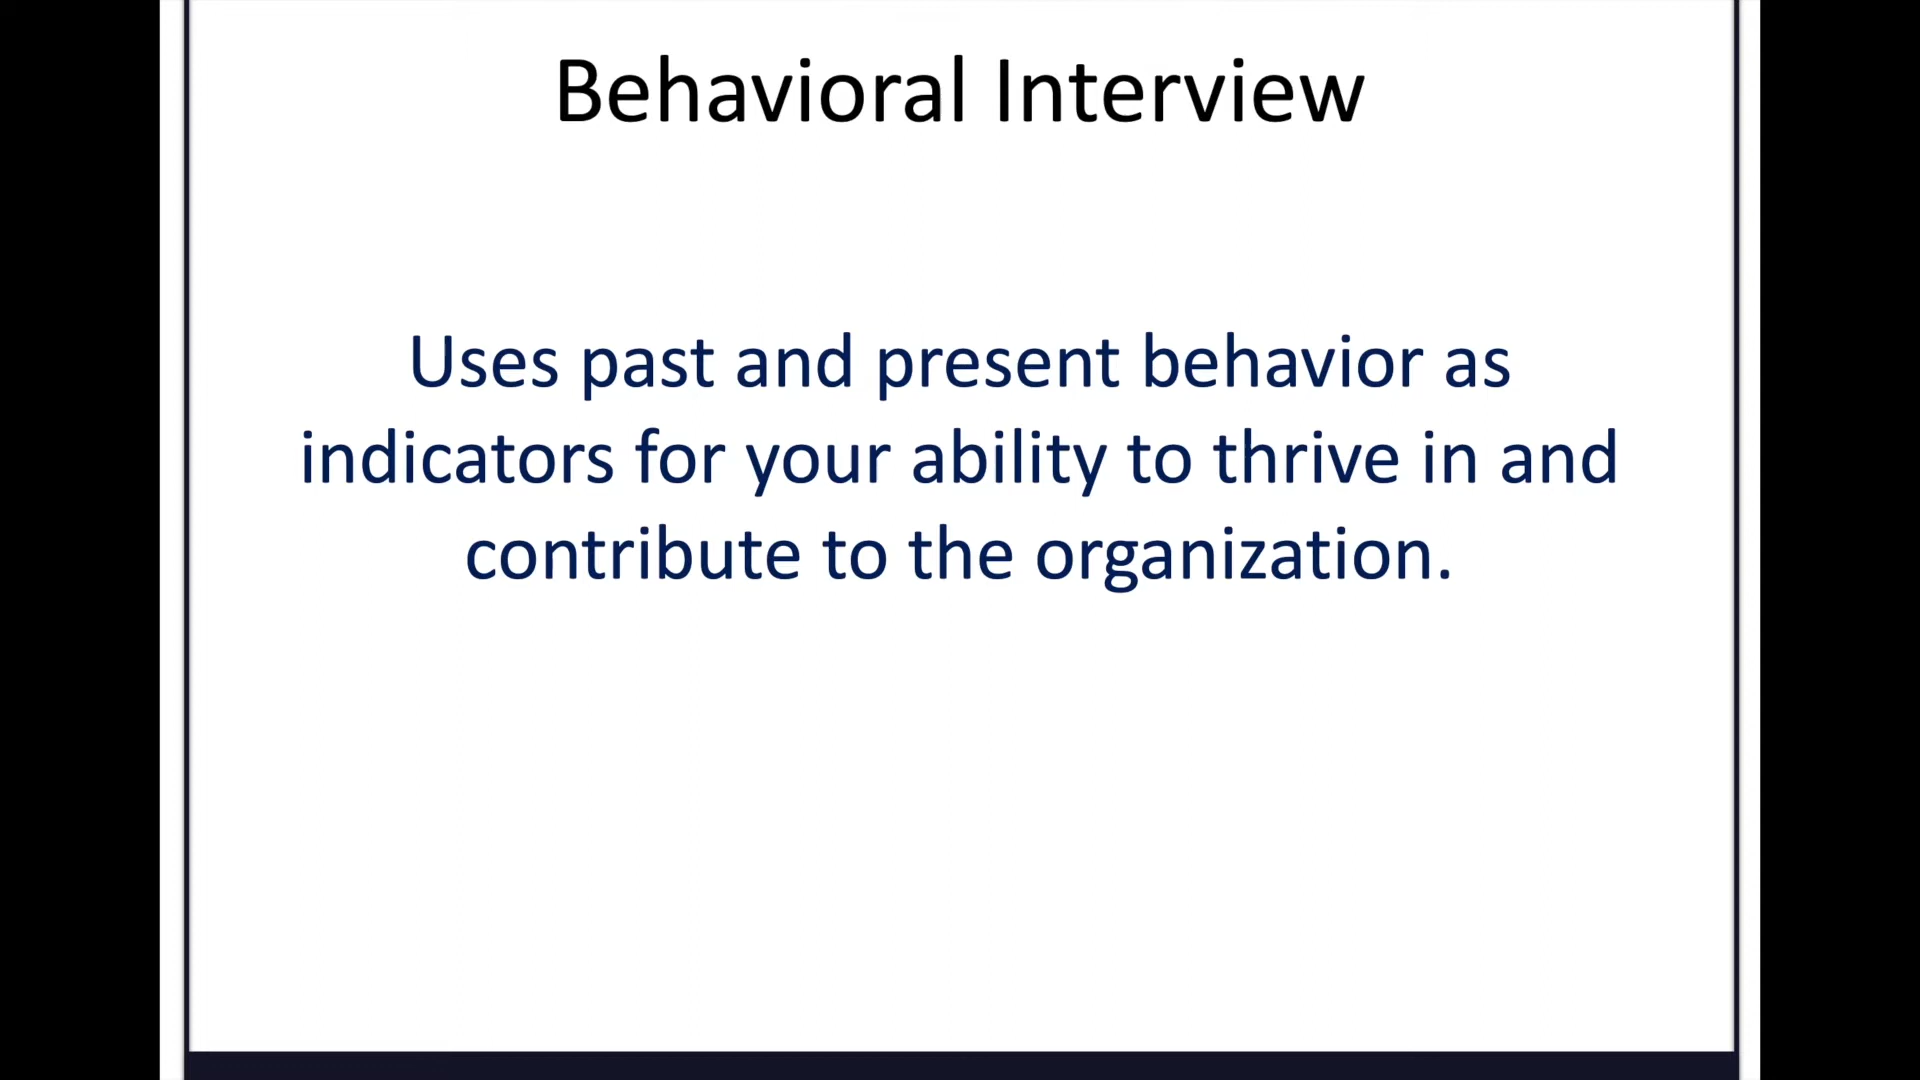 Behavioral Interview
Uses past and present behavior as
indicators for your ability to thrive in and
contribute to the organization.